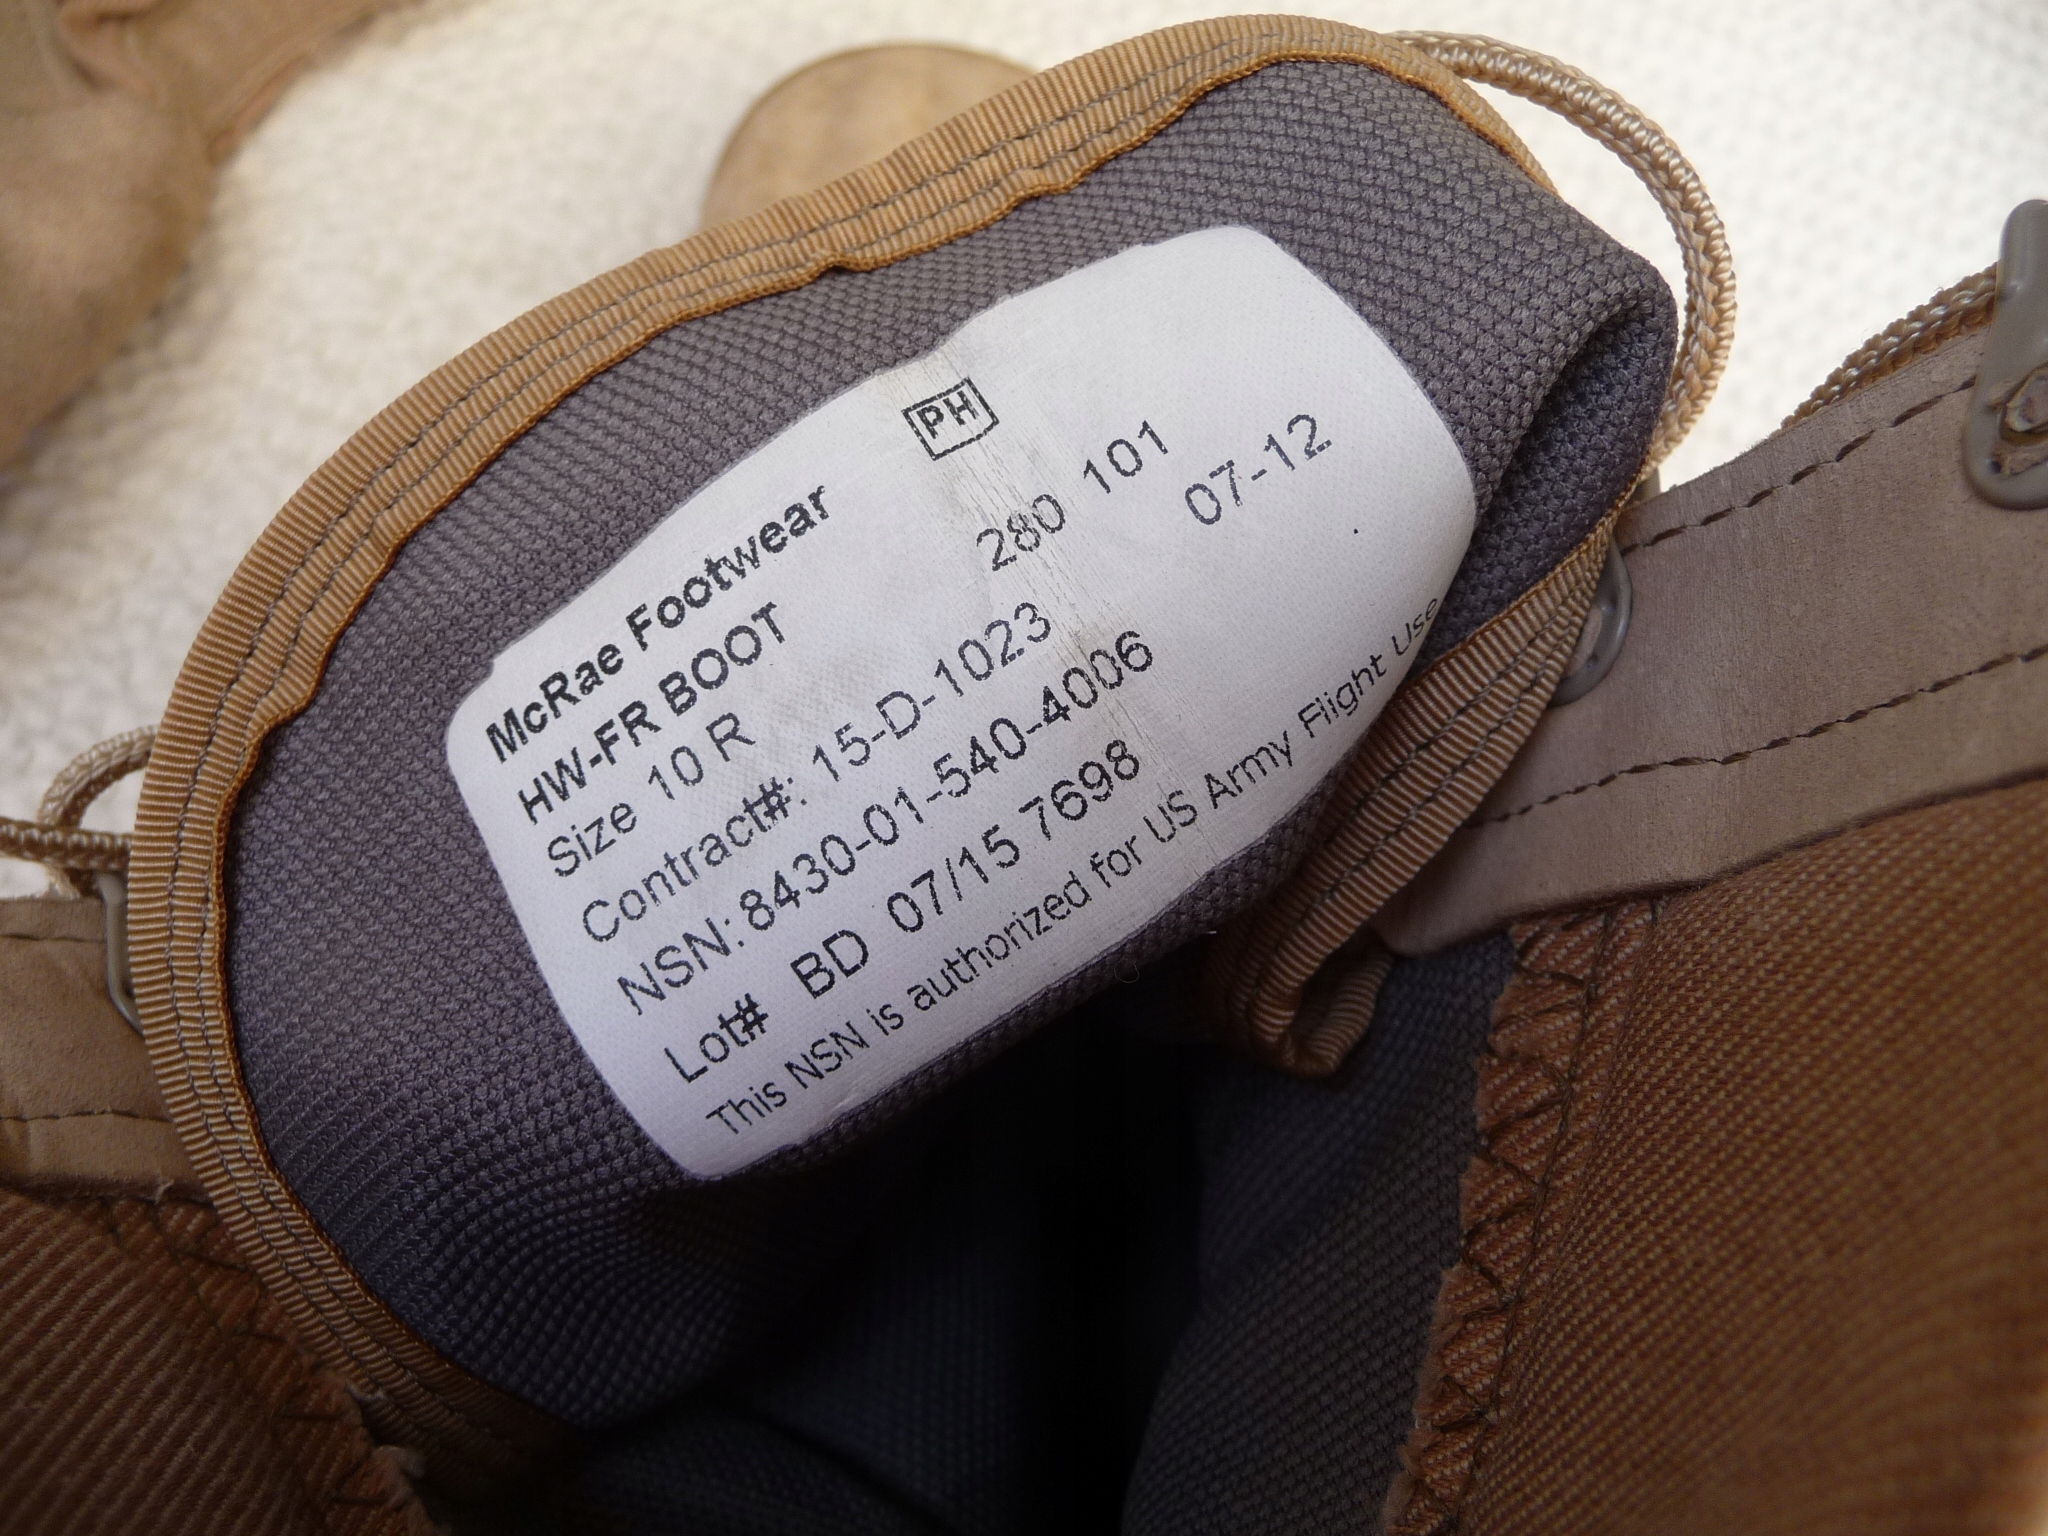 PH
McRae Footwear
HW-FR BOOT 280 101
Size 10 R 07-12
Contract#: 15-D-1023
NSN: 8430-01-540-4006
Lot# BD 07/15 7698
This NSN is authorized for US Army Flight Use